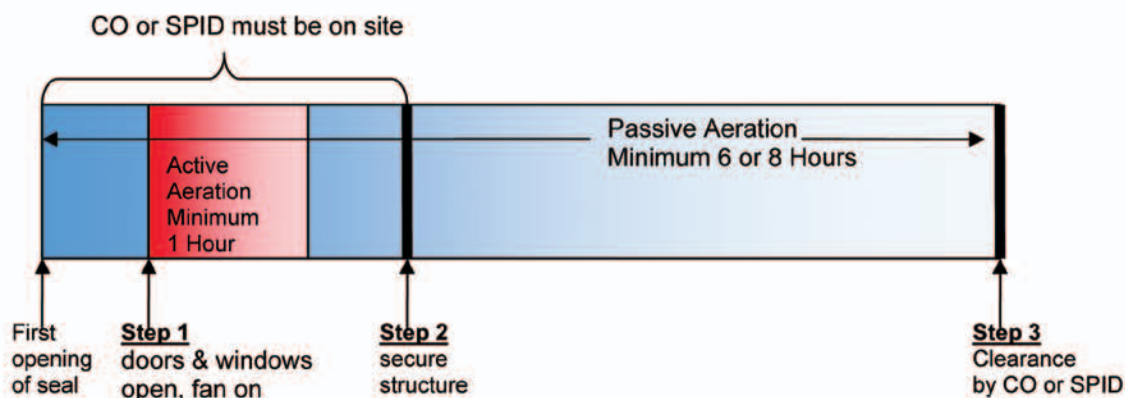 CO or SPID must be on site
Passive Aeration
Minimum 6 or 8 Hours
Active
Aeration
Minimum
1 Hour
First
opening
of seal
Step 1
doors & windows
open, fan on
Step 2
secure
structure
Step 3
Clearance
by CO or SPID